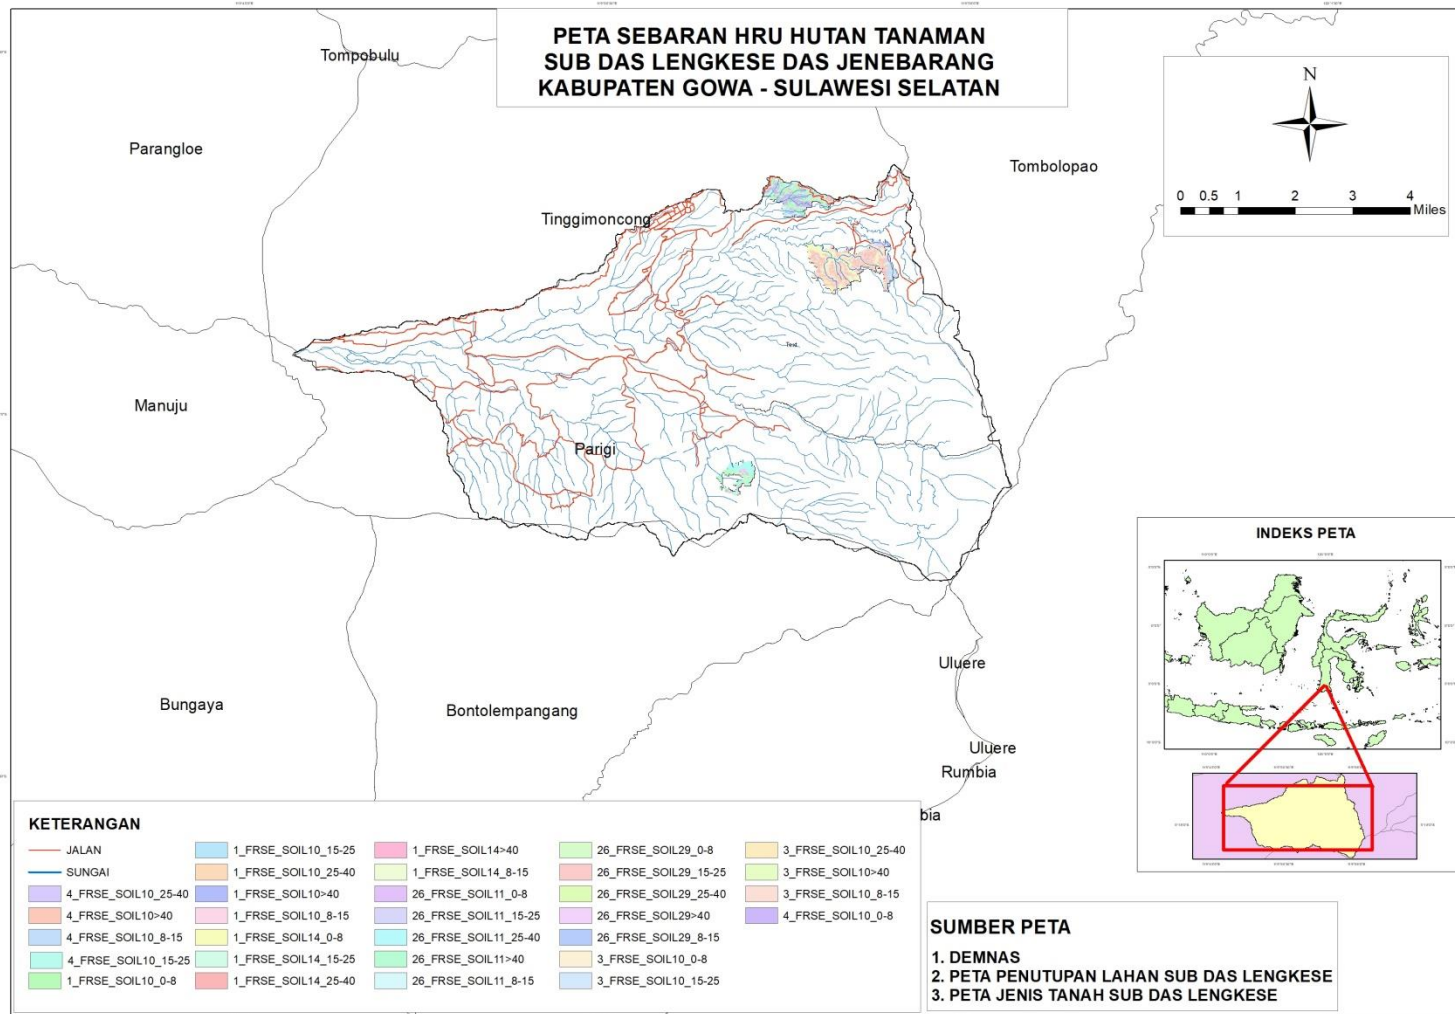 PETA SEBARAN HRU HUTAN TANAMAN
SUB DAS LENGKESE DAS JENEBARANG
KABUPATEN GOWA - SULAWESI SELATAN
N
0 0.5 1 2 3 4
Miles
Tompobulu
Parangloe
Tombolopao
Tinggimoncong
Manuju
Parigi
Bungaya
Bontolempangang
Uluere
Uluere
Rumbia
bia
INDEKS PETA
KETERANGAN
JALAN
SUNGAI
4_FRSE_SOIL10_25-40
4_FRSE_SOIL10>40
4_FRSE_SOIL10_8-15
4_FRSE_SOIL10_15-25
1_FRSE_SOIL10_0-8
1_FRSE_SOIL10_15-25
1_FRSE_SOIL10_25-40
1_FRSE_SOIL10>40
1_FRSE_SOIL10_8-15
1_FRSE_SOIL14_0-8
1_FRSE_SOIL14_15-25
1_FRSE_SOIL14_25-40
1_FRSE_SOIL14>40
1_FRSE_SOIL14_8-15
26_FRSE_SOIL11_0-8
26_FRSE_SOIL11_15-25
26_FRSE_SOIL11_25-40
26_FRSE_SOIL11>40
26_FRSE_SOIL11_8-15
26_FRSE_SOIL29_0-8
26_FRSE_SOIL29_15-25
26_FRSE_SOIL29_25-40
26_FRSE_SOIL29>40
26_FRSE_SOIL29_8-15
3_FRSE_SOIL10_0-8
3_FRSE_SOIL10_15-25
3_FRSE_SOIL10_25-40
3_FRSE_SOIL10>40
3_FRSE_SOIL10_8-15
4_FRSE_SOIL10_0-8
SUMBER PETA
1. DEMNAS
2. PETA PENUTUPAN LAHAN SUB DAS LENGKESE
3. PETA JENIS TANAH SUB DAS LENGKESE